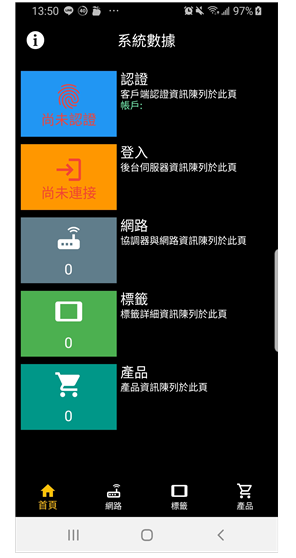 13:50 97%
系統數據
認證
客戶端認證資訊陳列於此頁
帳戶:
尚未認證
登入
後台伺服器資訊陳列於此頁
尚未連接
網路
協調器與網路資訊陳列於此頁
0
標籤
標籤詳細資訊陳列於此頁
0
產品
產品資訊陳列於此頁
0
首頁 網路 標籤 產品